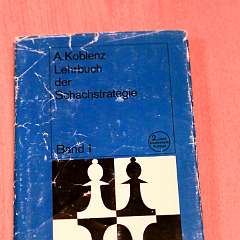 A. Koblenz
Lehrbuch
der
Schachstrategie
Band 1